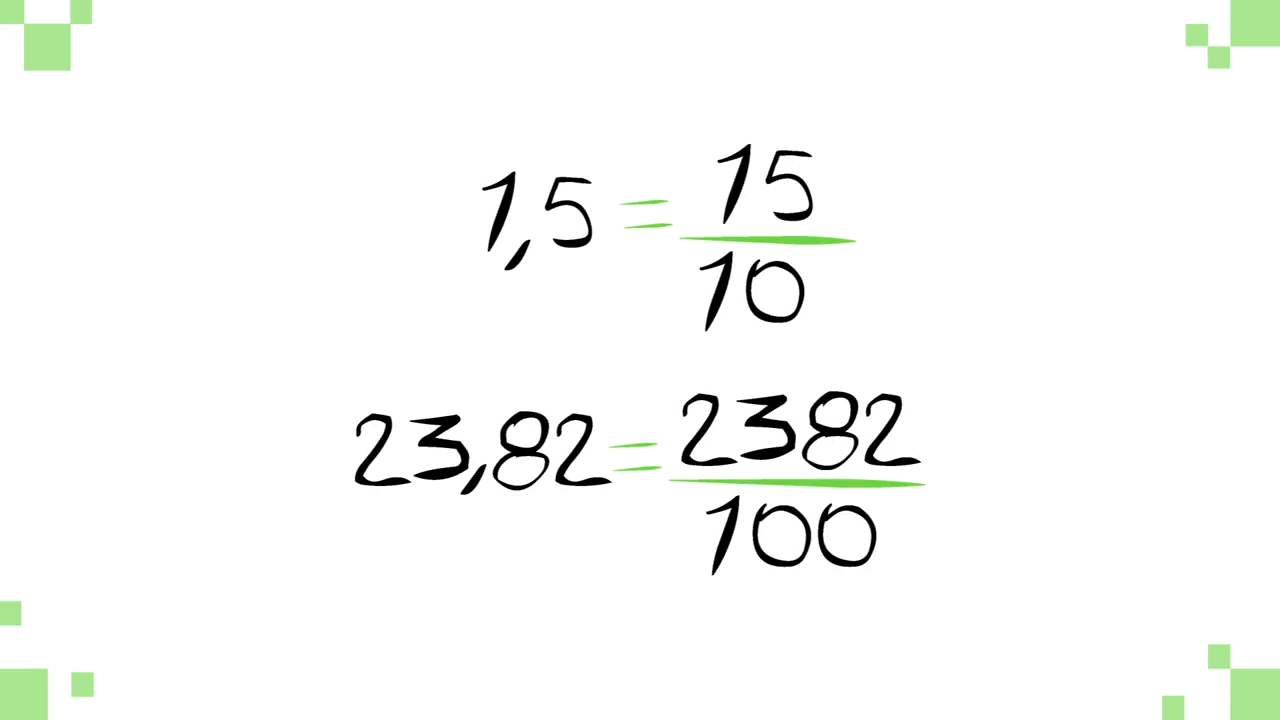 1,5 = 15/10
23,82 = 2382/100